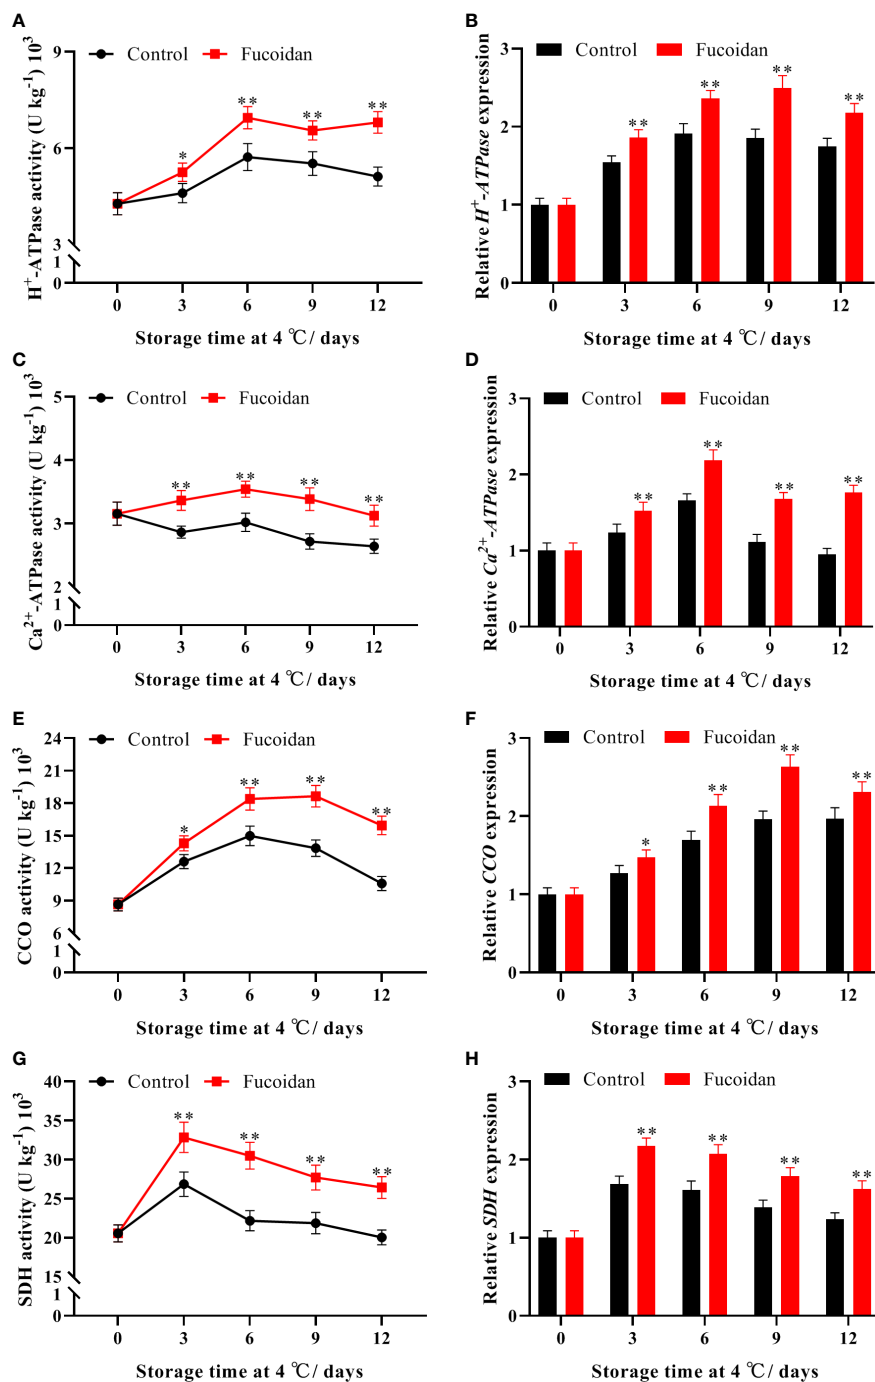 A
H⁺-ATPase activity (U kg⁻¹) 10³
Control Fucoidan
9
6
3
1
0
* ** ** **
0 3 6 9 12
Storage time at 4 ℃/ days
B
Relative H⁺-ATPase expression
Control Fucoidan
3
2
1
0
** ** ** **
0 3 6 9 12
Storage time at 4 ℃/ days
C
Ca²⁺-ATPase activity (U kg⁻¹) 10³
Control Fucoidan
5
4
3
2
1
0
** ** ** **
0 3 6 9 12
Storage time at 4 ℃/ days
D
Relative Ca²⁺-ATPase expression
Control Fucoidan
3
2
1
0
** ** ** **
0 3 6 9 12
Storage time at 4 ℃/ days
E
CCO activity (U kg⁻¹) 10³
Control Fucoidan
24
21
18
15
12
9
6
1
0
* ** ** **
0 3 6 9 12
Storage time at 4 ℃/ days
F
Relative CCO expression
Control Fucoidan
3
2
1
0
* ** ** **
0 3 6 9 12
Storage time at 4 ℃/ days
G
SDH activity (U kg⁻¹) 10³
Control Fucoidan
40
35
30
25
20
15
1
0
** ** ** **
0 3 6 9 12
Storage time at 4 ℃/ days
H
Relative SDH expression
Control Fucoidan
3
2
1
0
** ** ** **
0 3 6 9 12
Storage time at 4 ℃/ days